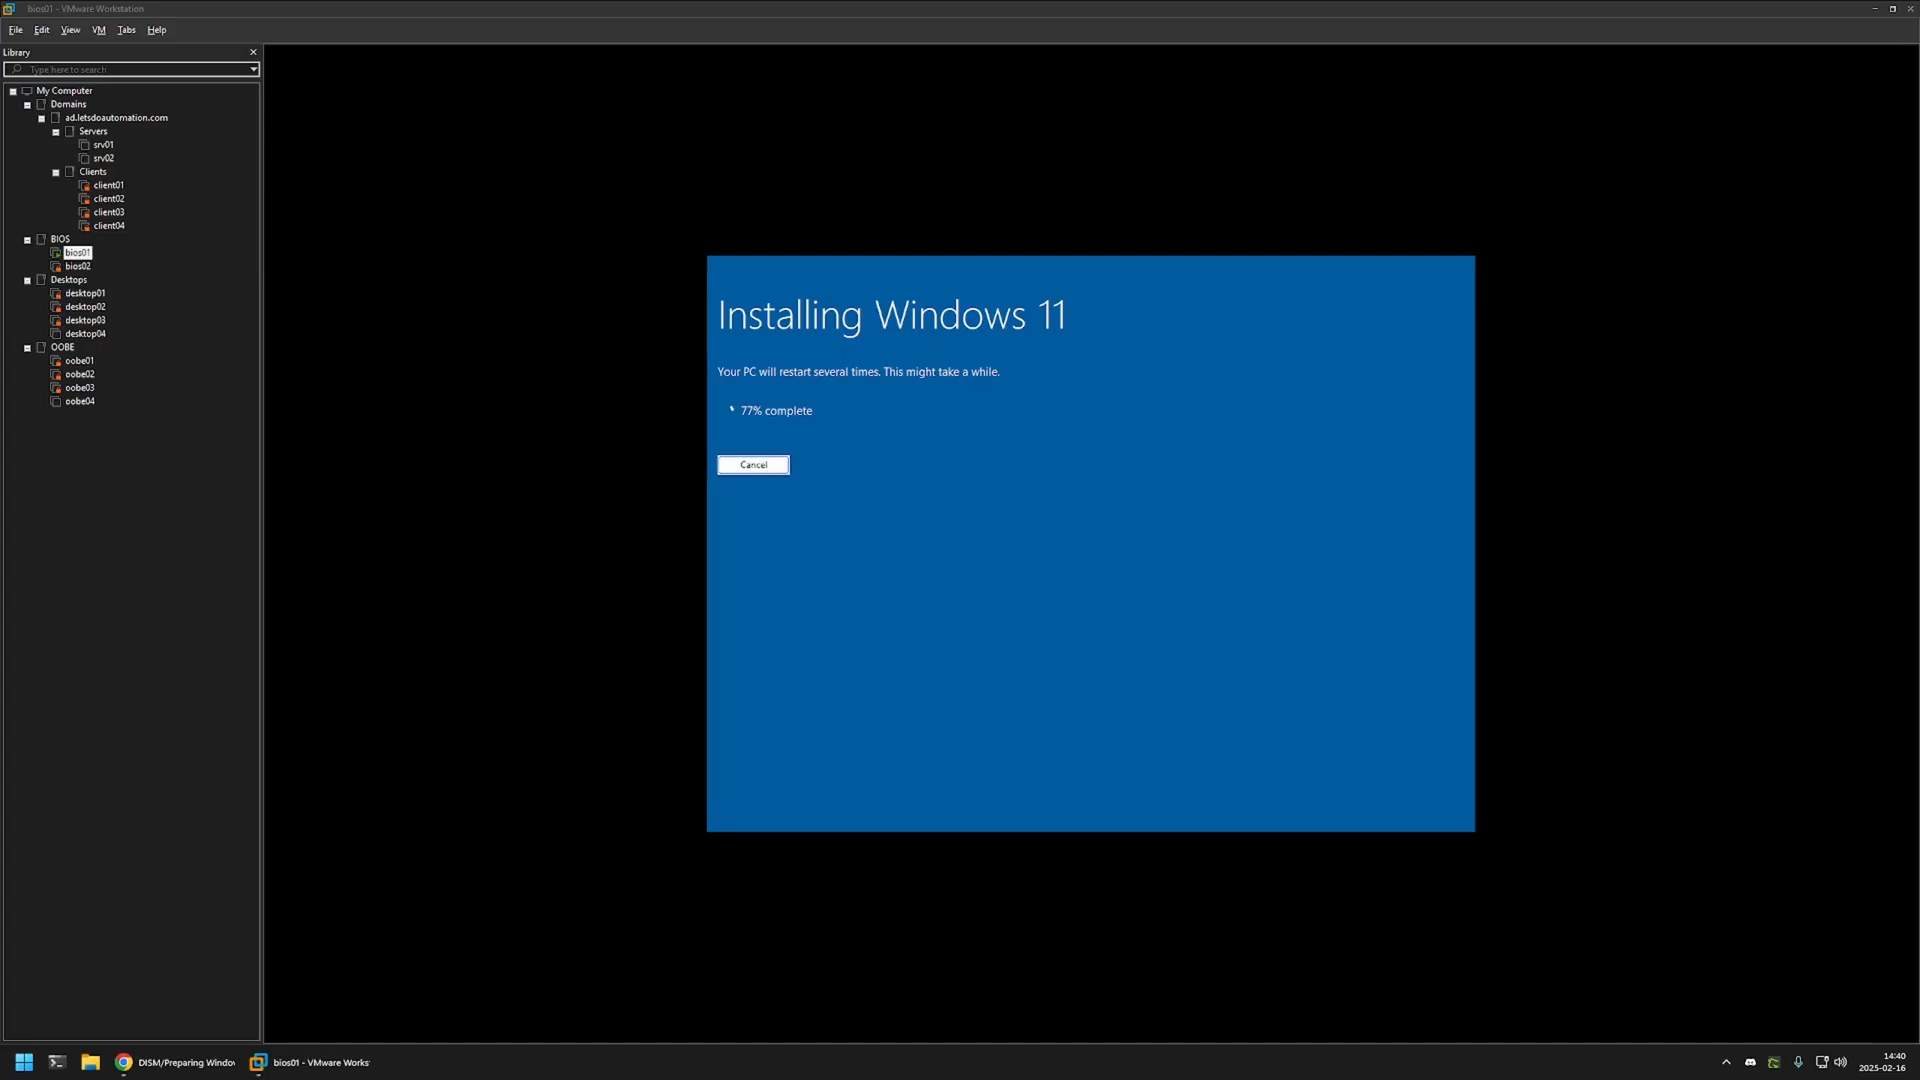 bios01 - VMware Workstation
File Edit View VM Tabs Help
Library
Type here to search
My Computer
Domains
ad.letsdoautomation.com
Servers
srv01
srv02
Clients
client01
client02
client03
client04
BIOS
bios01
bios02
Desktops
desktop01
desktop02
desktop03
desktop04
OOBE
oobe01
oobe02
oobe03
oobe04
Installing Windows 11
Your PC will restart several times. This might take a while.
77% complete
Cancel
DISM/Preparing Window
bios01 - VMware Works
14:40
2025-02-16